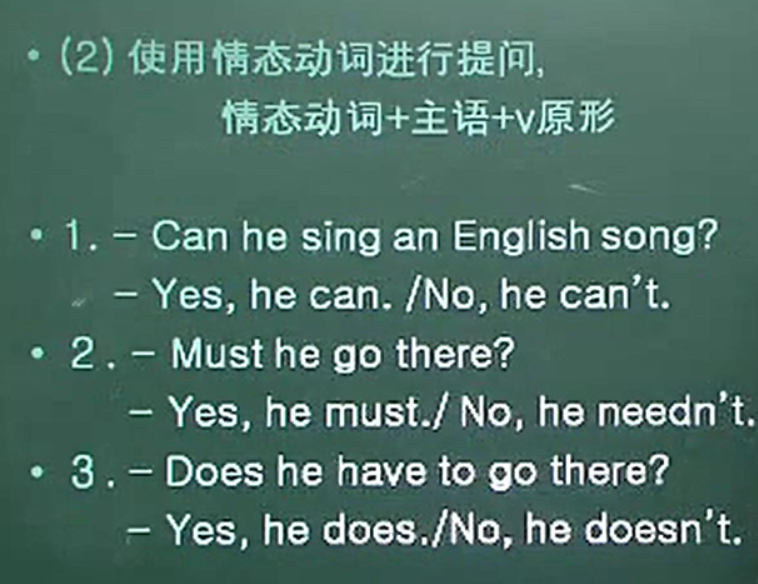 • (2) 使用情态动词进行提问,
情态动词+主语+v原形
• 1. – Can he sing an English song?
– Yes, he can. /No, he can't.
• 2. – Must he go there?
– Yes, he must./ No, he needn't.
• 3. – Does he have to go there?
– Yes, he does./No, he doesn't.